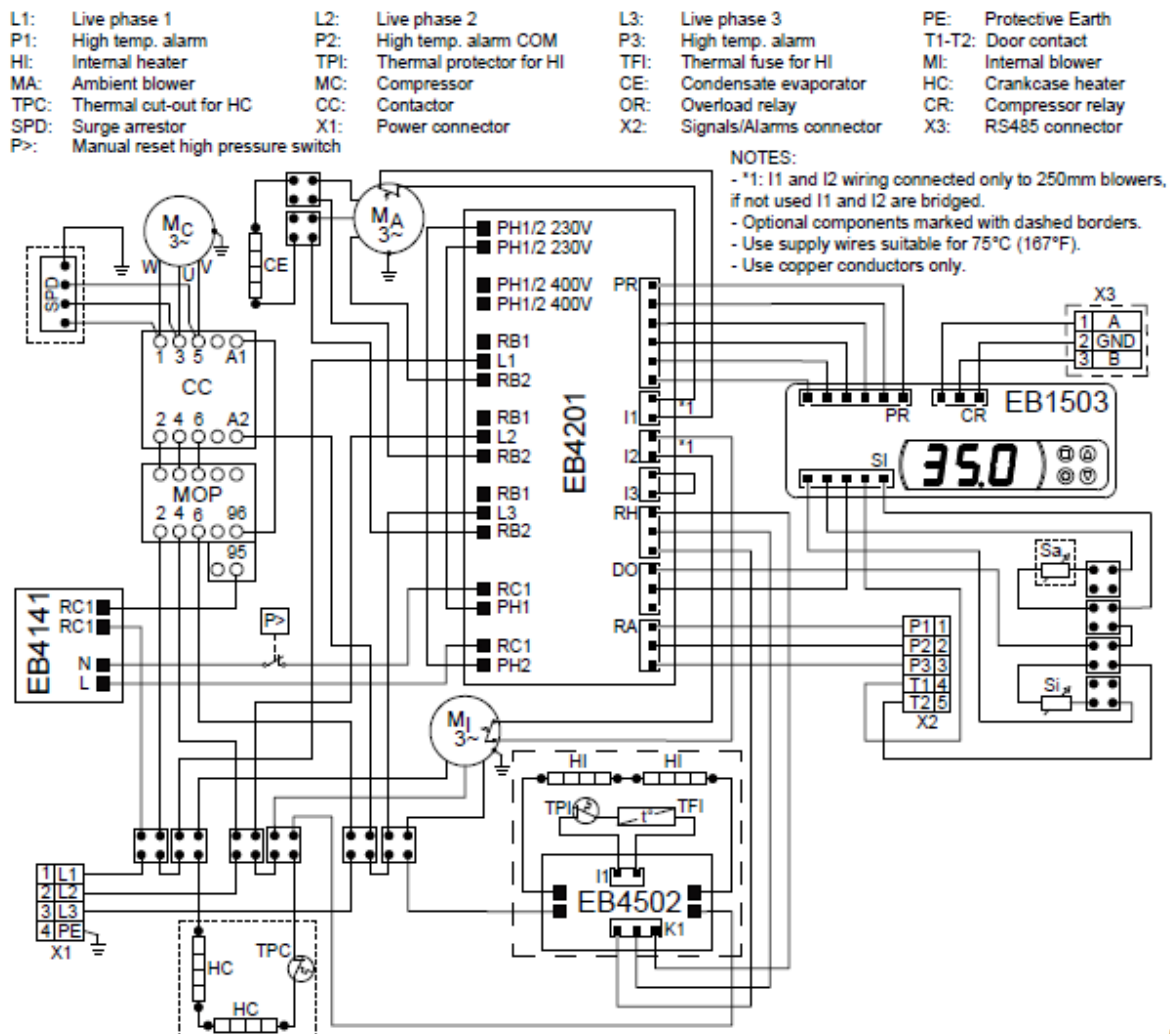 L1: Live phase 1 L2: Live phase 2 L3: Live phase 3 PE: Protective Earth
P1: High temp. alarm P2: High temp. alarm COM P3: High temp. alarm T1-T2: Door contact
HI: Internal heater TPI: Thermal protector for HI TFI: Thermal fuse for HI MI: Internal blower
MA: Ambient blower MC: Compressor CE: Condensate evaporator HC: Crankcase heater
TPC: Thermal cut-out for HC CC: Contactor OR: Overload relay CR: Compressor relay
SPD: Surge arrestor X1: Power connector X2: Signals/Alarms connector X3: RS485 connector
P>: Manual reset high pressure switch
NOTES:
- *1: I1 and I2 wiring connected only to 250mm blowers,
if not used I1 and I2 are bridged.
- Optional components marked with dashed borders.
- Use supply wires suitable for 75°C (167°F).
- Use copper conductors only.
MC
3~
W U V
SPD
CE
MA
3~
1 3 5 A1
CC
2 4 6 A2
MOP
2 4 6 96
95
EB4141
RC1
RC1
N
L
P>
EB4201
PH1/2 230V
PH1/2 230V
PH1/2 400V
PH1/2 400V
RB1
L1
RB2
RB1
L2
RB2
RB1
L3
RB2
RC1
PH1
RC1
PH2
PR
I1
*1
I2
*1
I3
RH
DO
RA
X3
1 A
2 GND
3 B
EB1503
PR
CR
SI
35.0
Sa
Si
P1 1
P2 2
P3 3
T1 4
T2 5
X2
MI
3~
HI HI
TPI t° TFI
I1
EB4502
K1
1 L1
2 L2
3 L3
4 PE
X1
HC
TPC
HC